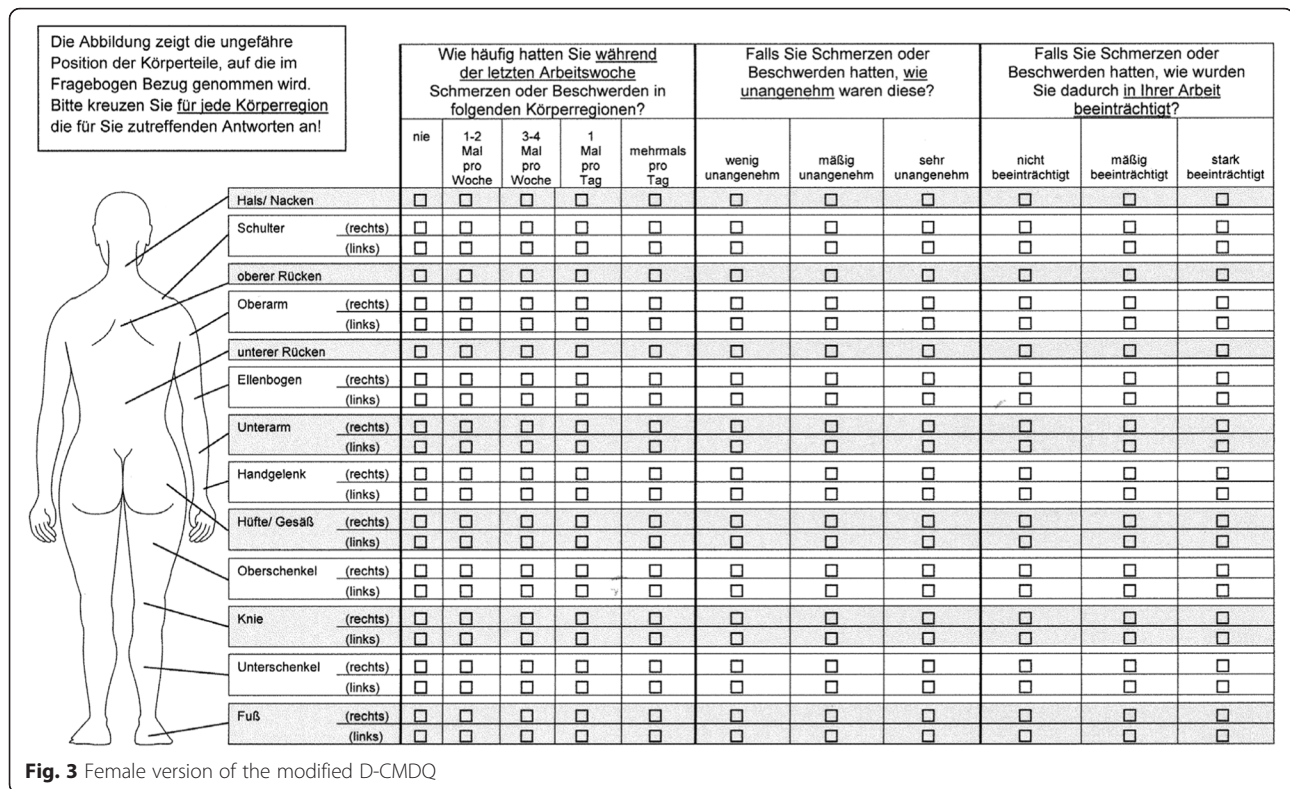 Die Abbildung zeigt die ungefähre
Position der Körperteile, auf die im
Fragebogen Bezug genommen wird.
Bitte kreuzen Sie für jede Körperregion
die für Sie zutreffenden Antworten an!
Wie häufig hatten Sie während
der letzten Arbeitswoche
Schmerzen oder Beschwerden in
folgenden Körperregionen?
Falls Sie Schmerzen oder
Beschwerden hatten, wie
unangenehm waren diese?
Falls Sie Schmerzen oder
Beschwerden hatten, wie wurden
Sie dadurch in Ihrer Arbeit
beeinträchtigt?
nie
1-2
Mal
pro
Woche
3-4
Mal
pro
Woche
1
Mal
pro
Tag
mehrmals
pro
Tag
wenig
unangenehm
mäßig
unangenehm
sehr
unangenehm
nicht
beeinträchtigt
mäßig
beeinträchtigt
stark
beeinträchtigt
Hals/ Nacken
Schulter (rechts)
(links)
oberer Rücken
Oberarm (rechts)
(links)
unterer Rücken
Ellenbogen (rechts)
(links)
Unterarm (rechts)
(links)
Handgelenk (rechts)
(links)
Hüfte/ Gesäß (rechts)
(links)
Oberschenkel (rechts)
(links)
Knie (rechts)
(links)
Unterschenkel (rechts)
(links)
Fuß (rechts)
(links)
Fig. 3 Female version of the modified D-CMDQ